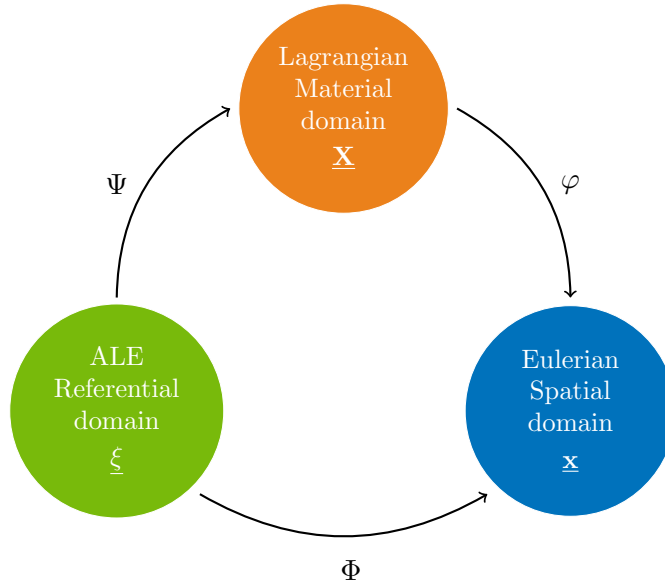 Lagrangian
Material
domain
X
Ψ
φ
ALE
Referential
domain
ξ
Eulerian
Spatial
domain
x
Φ